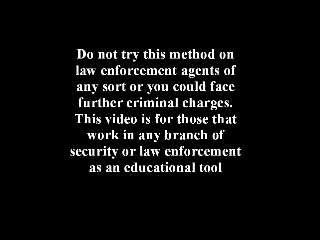 Do not try this method on
law enforcement agents of
any sort or you could face
further criminal charges.
This video is for those that
work in any branch of
security or law enforcement
as an educational tool